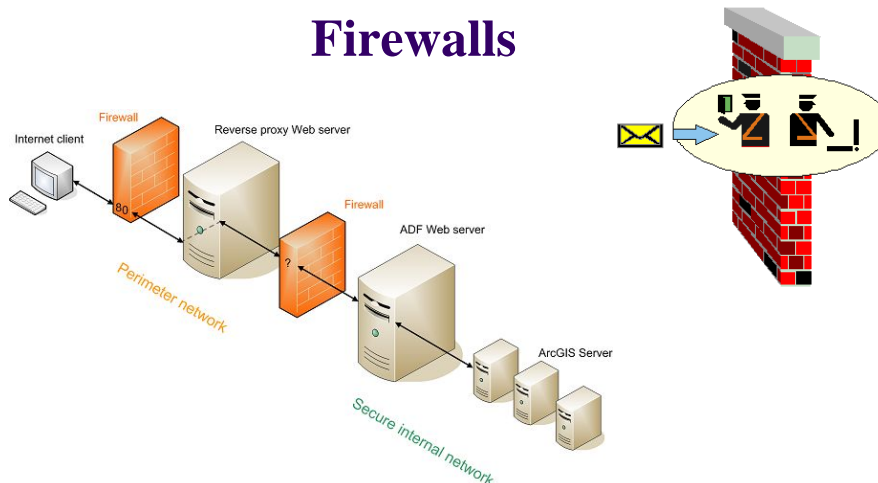 Firewalls
Firewall
Internet client
Reverse proxy Web server
80
Firewall
ADF Web server
?
Perimeter network
ArcGIS Server
Secure internal network